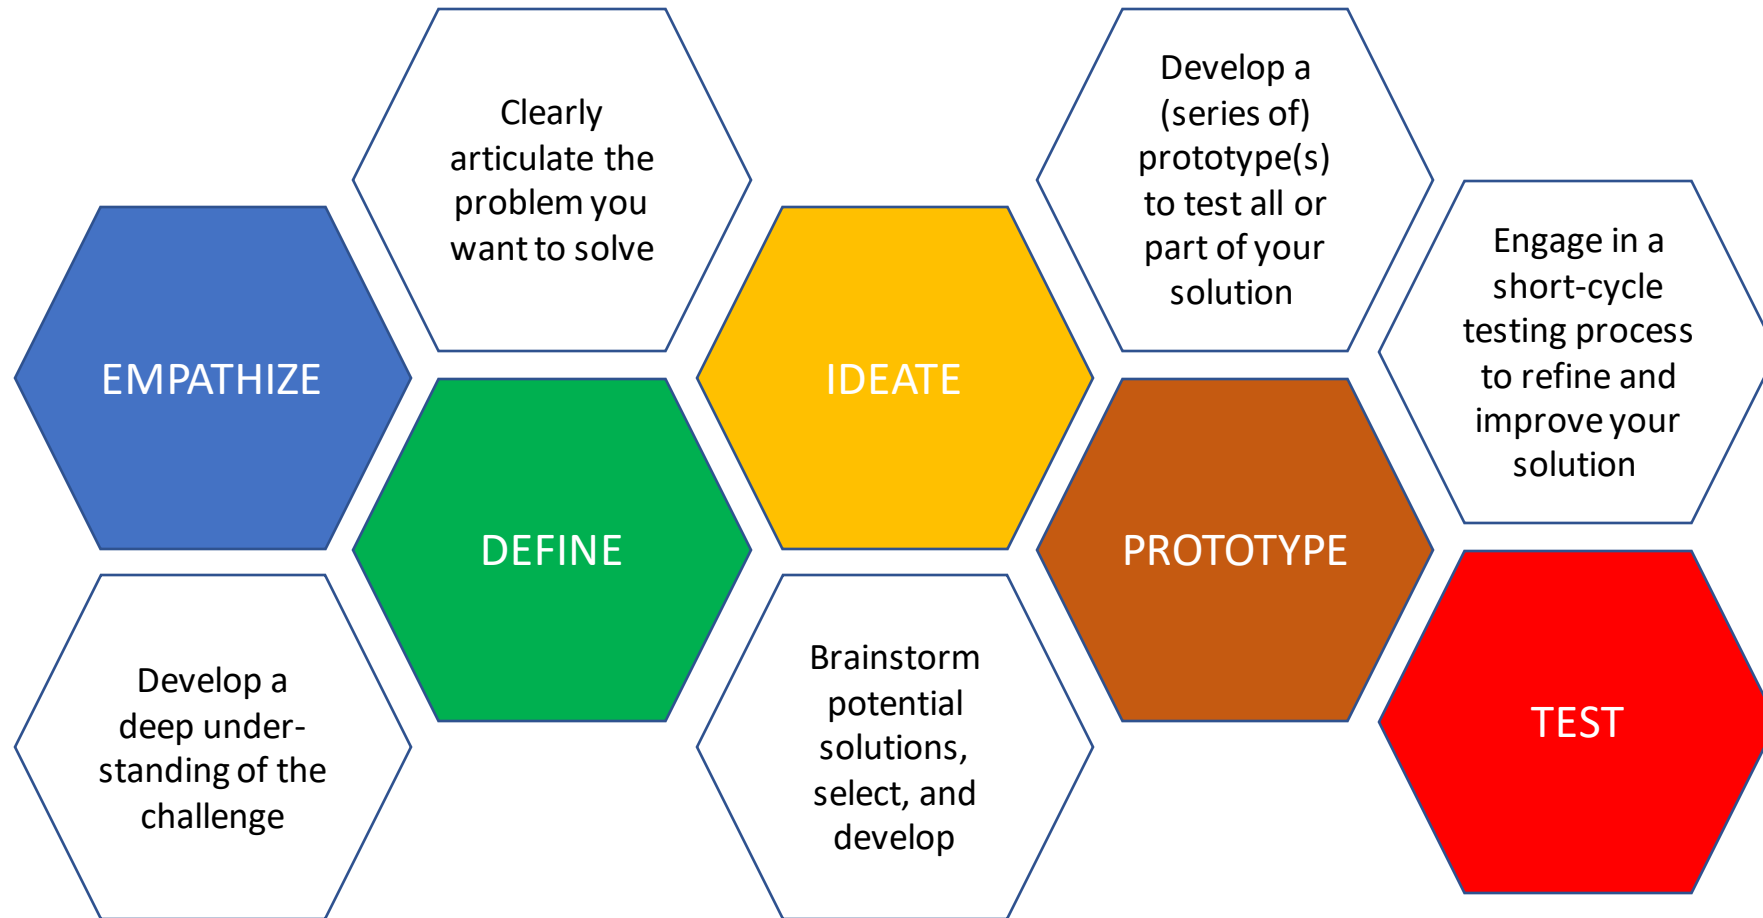 EMPATHIZE
Develop a
deep under-
standing of the
challenge
Clearly
articulate the
problem you
want to solve
DEFINE
IDEATE
Brainstorm
potential
solutions,
select, and
develop
Develop a
(series of)
prototype(s)
to test all or
part of your
solution
PROTOTYPE
Engage in a
short-cycle
testing process
to refine and
improve your
solution
TEST